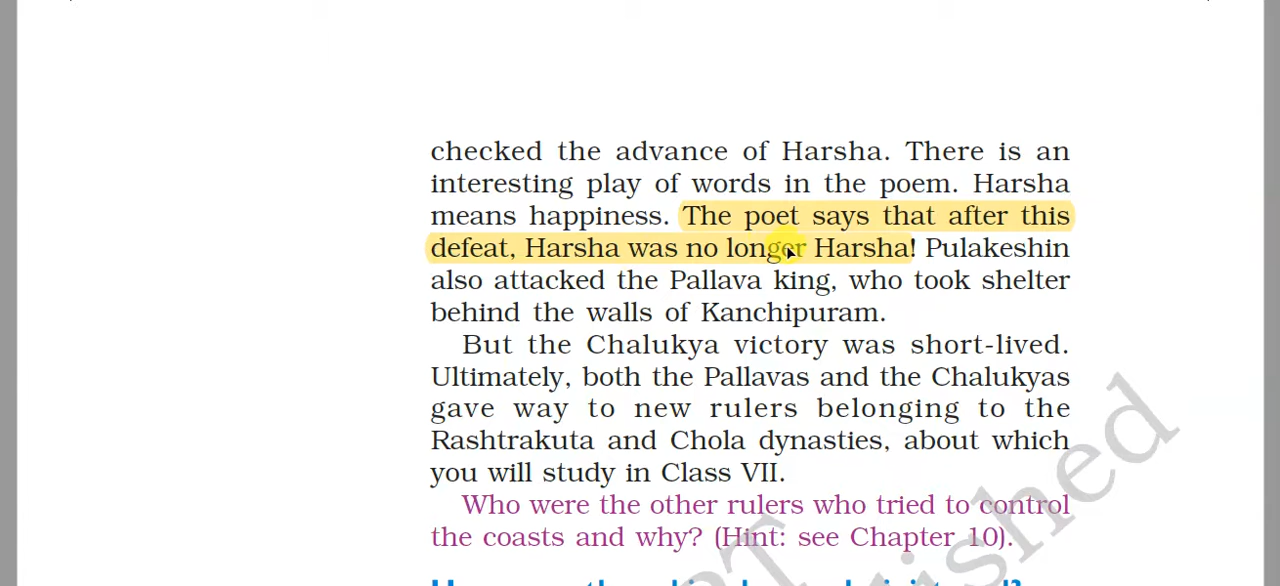 checked the advance of Harsha. There is an
interesting play of words in the poem. Harsha
means happiness. The poet says that after this
defeat, Harsha was no longer Harsha! Pulakeshin
also attacked the Pallava king, who took shelter
behind the walls of Kanchipuram.
But the Chalukya victory was short-lived.
Ultimately, both the Pallavas and the Chalukyas
gave way to new rulers belonging to the
Rashtrakuta and Chola dynasties, about which
you will study in Class VII.
Who were the other rulers who tried to control
the coasts and why? (Hint: see Chapter 10).